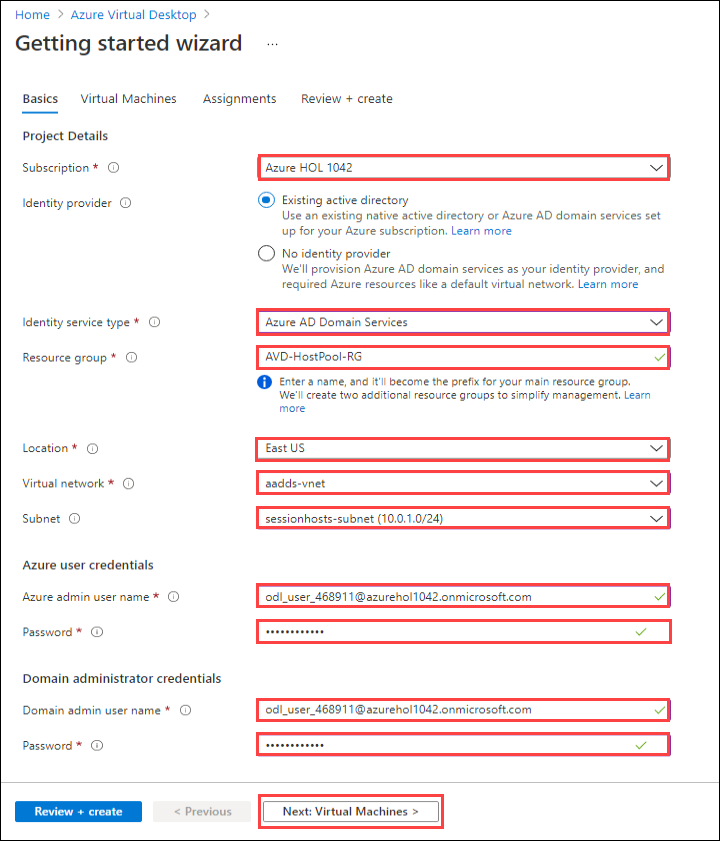 Home > Azure Virtual Desktop >
Getting started wizard ...
Basics Virtual Machines Assignments Review + create
Project Details
Subscription * Azure HOL 1042
Identity provider Existing active directory
Use an existing native active directory or Azure AD domain services set
up for your Azure subscription. Learn more
No identity provider
We'll provision Azure AD domain services as your identity provider, and
required Azure resources like a default virtual network. Learn more
Identity service type * Azure AD Domain Services
Resource group * AVD-HostPool-RG
Enter a name, and it'll become the prefix for your main resource group.
We'll create two additional resource groups to simplify management. Learn
more
Location * East US
Virtual network * aadds-vnet
Subnet sessionhosts-subnet (10.0.1.0/24)
Azure user credentials
Azure admin user name * odl_user_468911@azurehol1042.onmicrosoft.com
Password * ••••••••••••
Domain administrator credentials
Domain admin user name * odl_user_468911@azurehol1042.onmicrosoft.com
Password * ••••••••••••
Review + create < Previous Next: Virtual Machines >